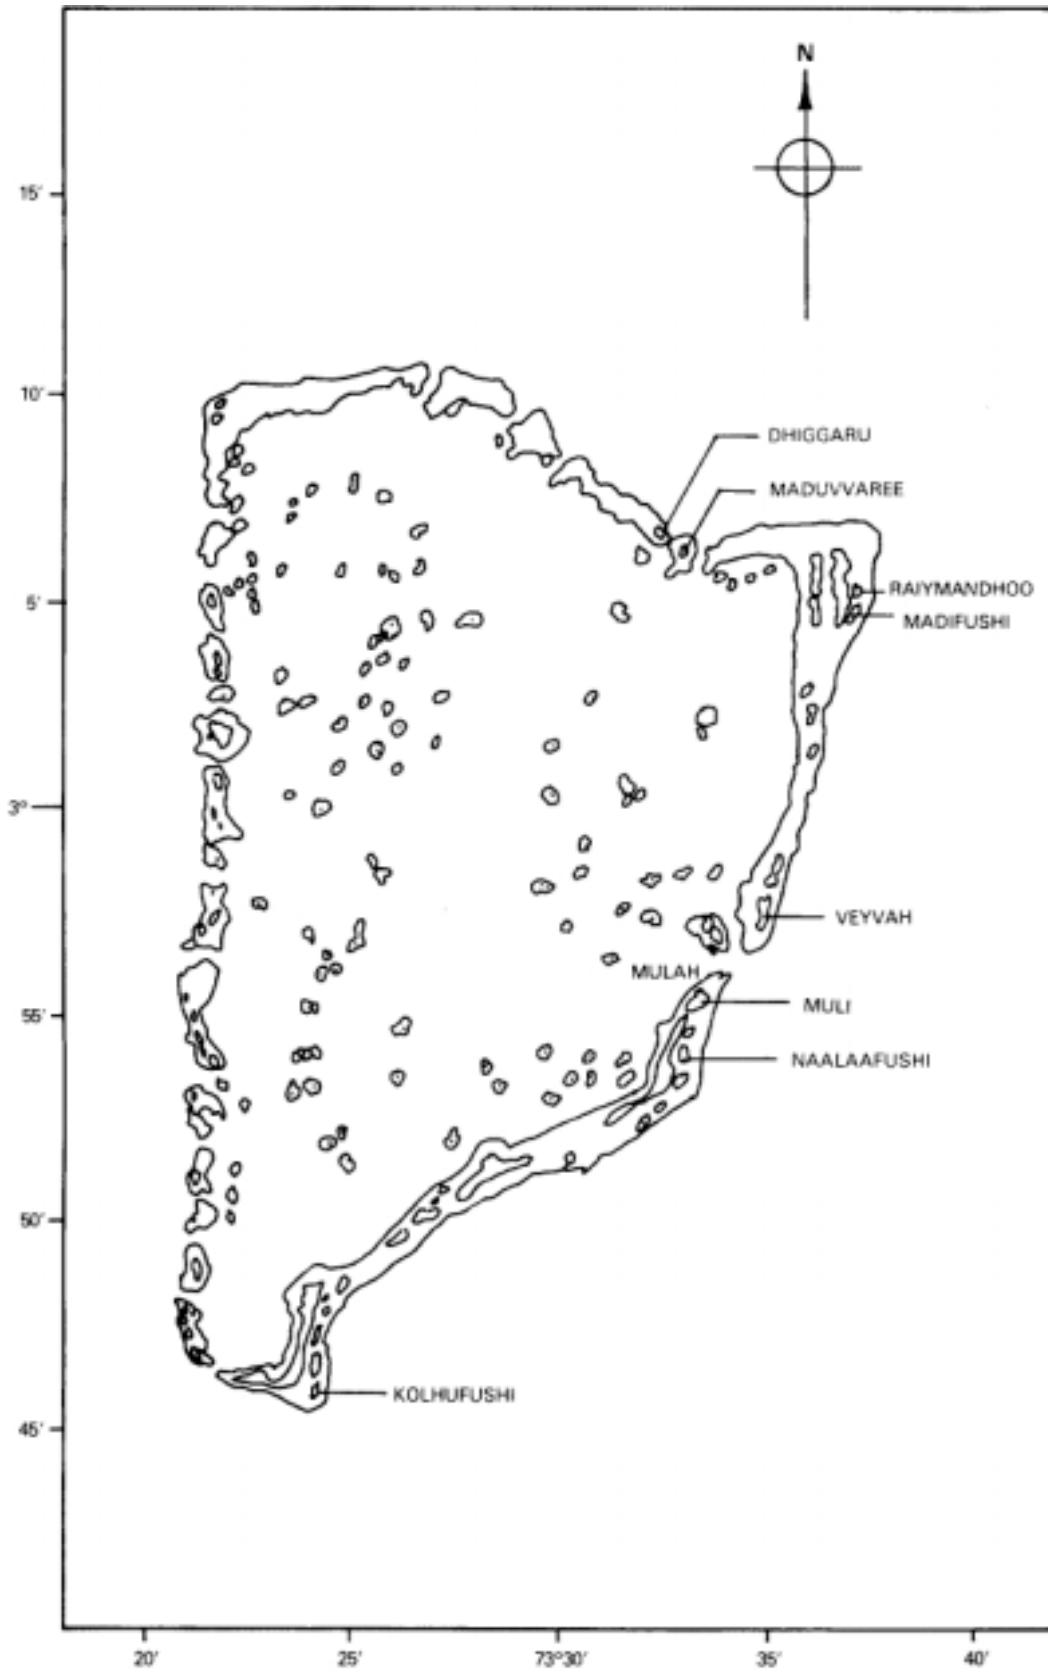 N
15'
10'
DHIGGARU
MADUVVAREE
RAIYMANDHOO
5'
MADIFUSHI
3°
VEYVAH
MULAH
MULI
55'
NAALAAFUSHI
50'
KOLHUFUSHI
45'
20' 25' 73°30' 35' 40'